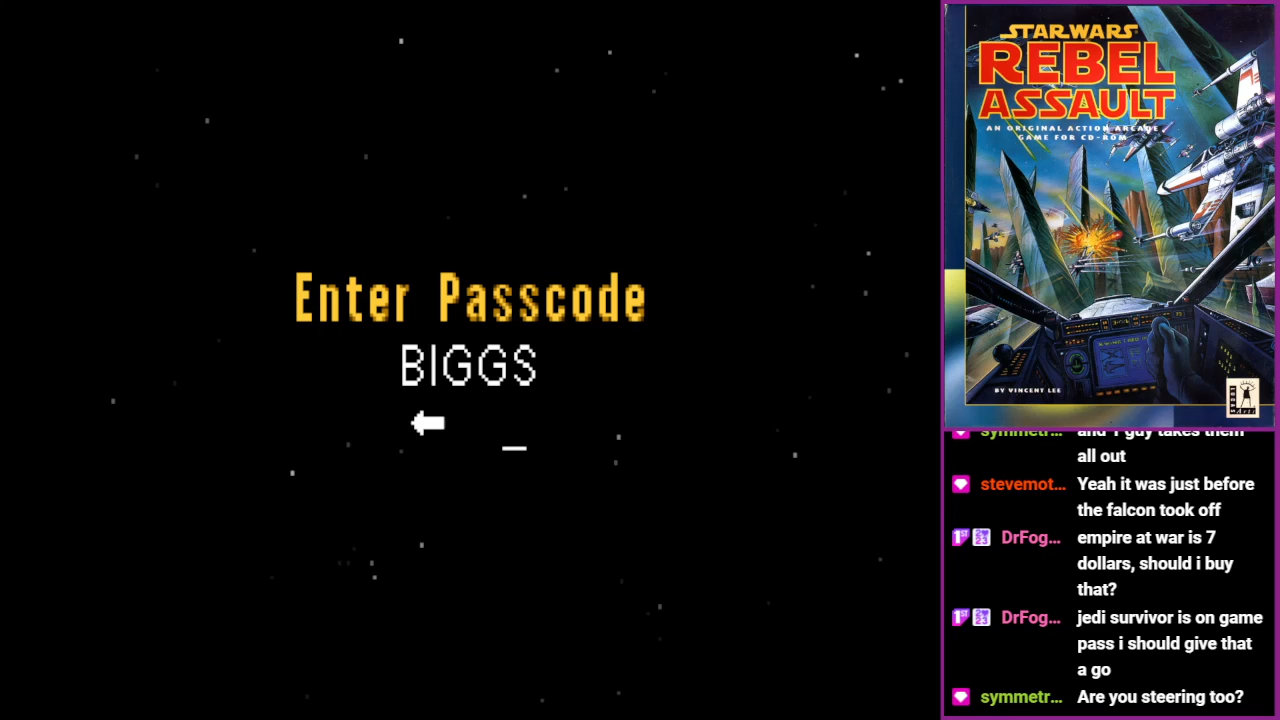 Enter Passcode
BIGGS
STAR WARS
REBEL
ASSAULT
AN ORIGINAL ACTION ARCADE
GAME FOR CD-ROM
BY VINCENT LEE
symmetr... and 1 guy takes them
all out
stevemot... Yeah it was just before
the falcon took off
DrFog... empire at war is 7
dollars, should i buy
that?
DrFog... jedi survivor is on game
pass i should give that
a go
symmetr... Are you steering too?